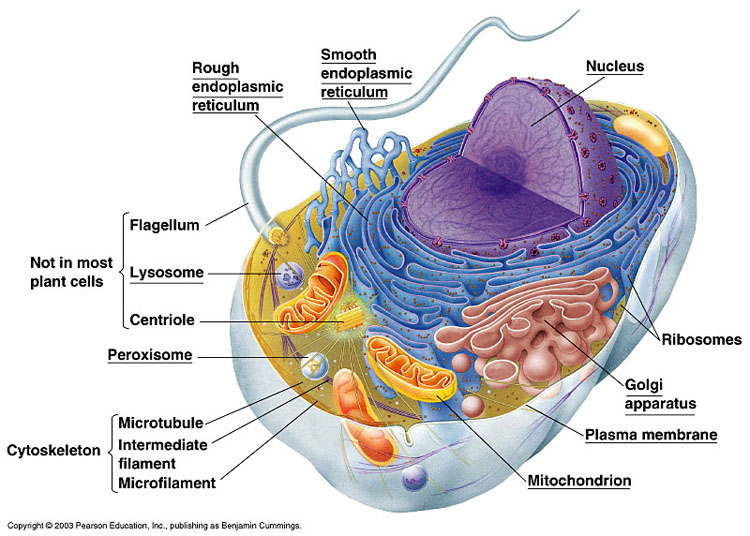 Smooth
endoplasmic
reticulum
Rough
endoplasmic
reticulum
Nucleus
Flagellum
Not in most
plant cells
Lysosome
Centriole
Peroxisome
Ribosomes
Golgi
apparatus
Plasma membrane
Mitochondrion
Cytoskeleton
Microtubule
Intermediate
filament
Microfilament
Copyright © 2003 Pearson Education, Inc., publishing as Benjamin Cummings.